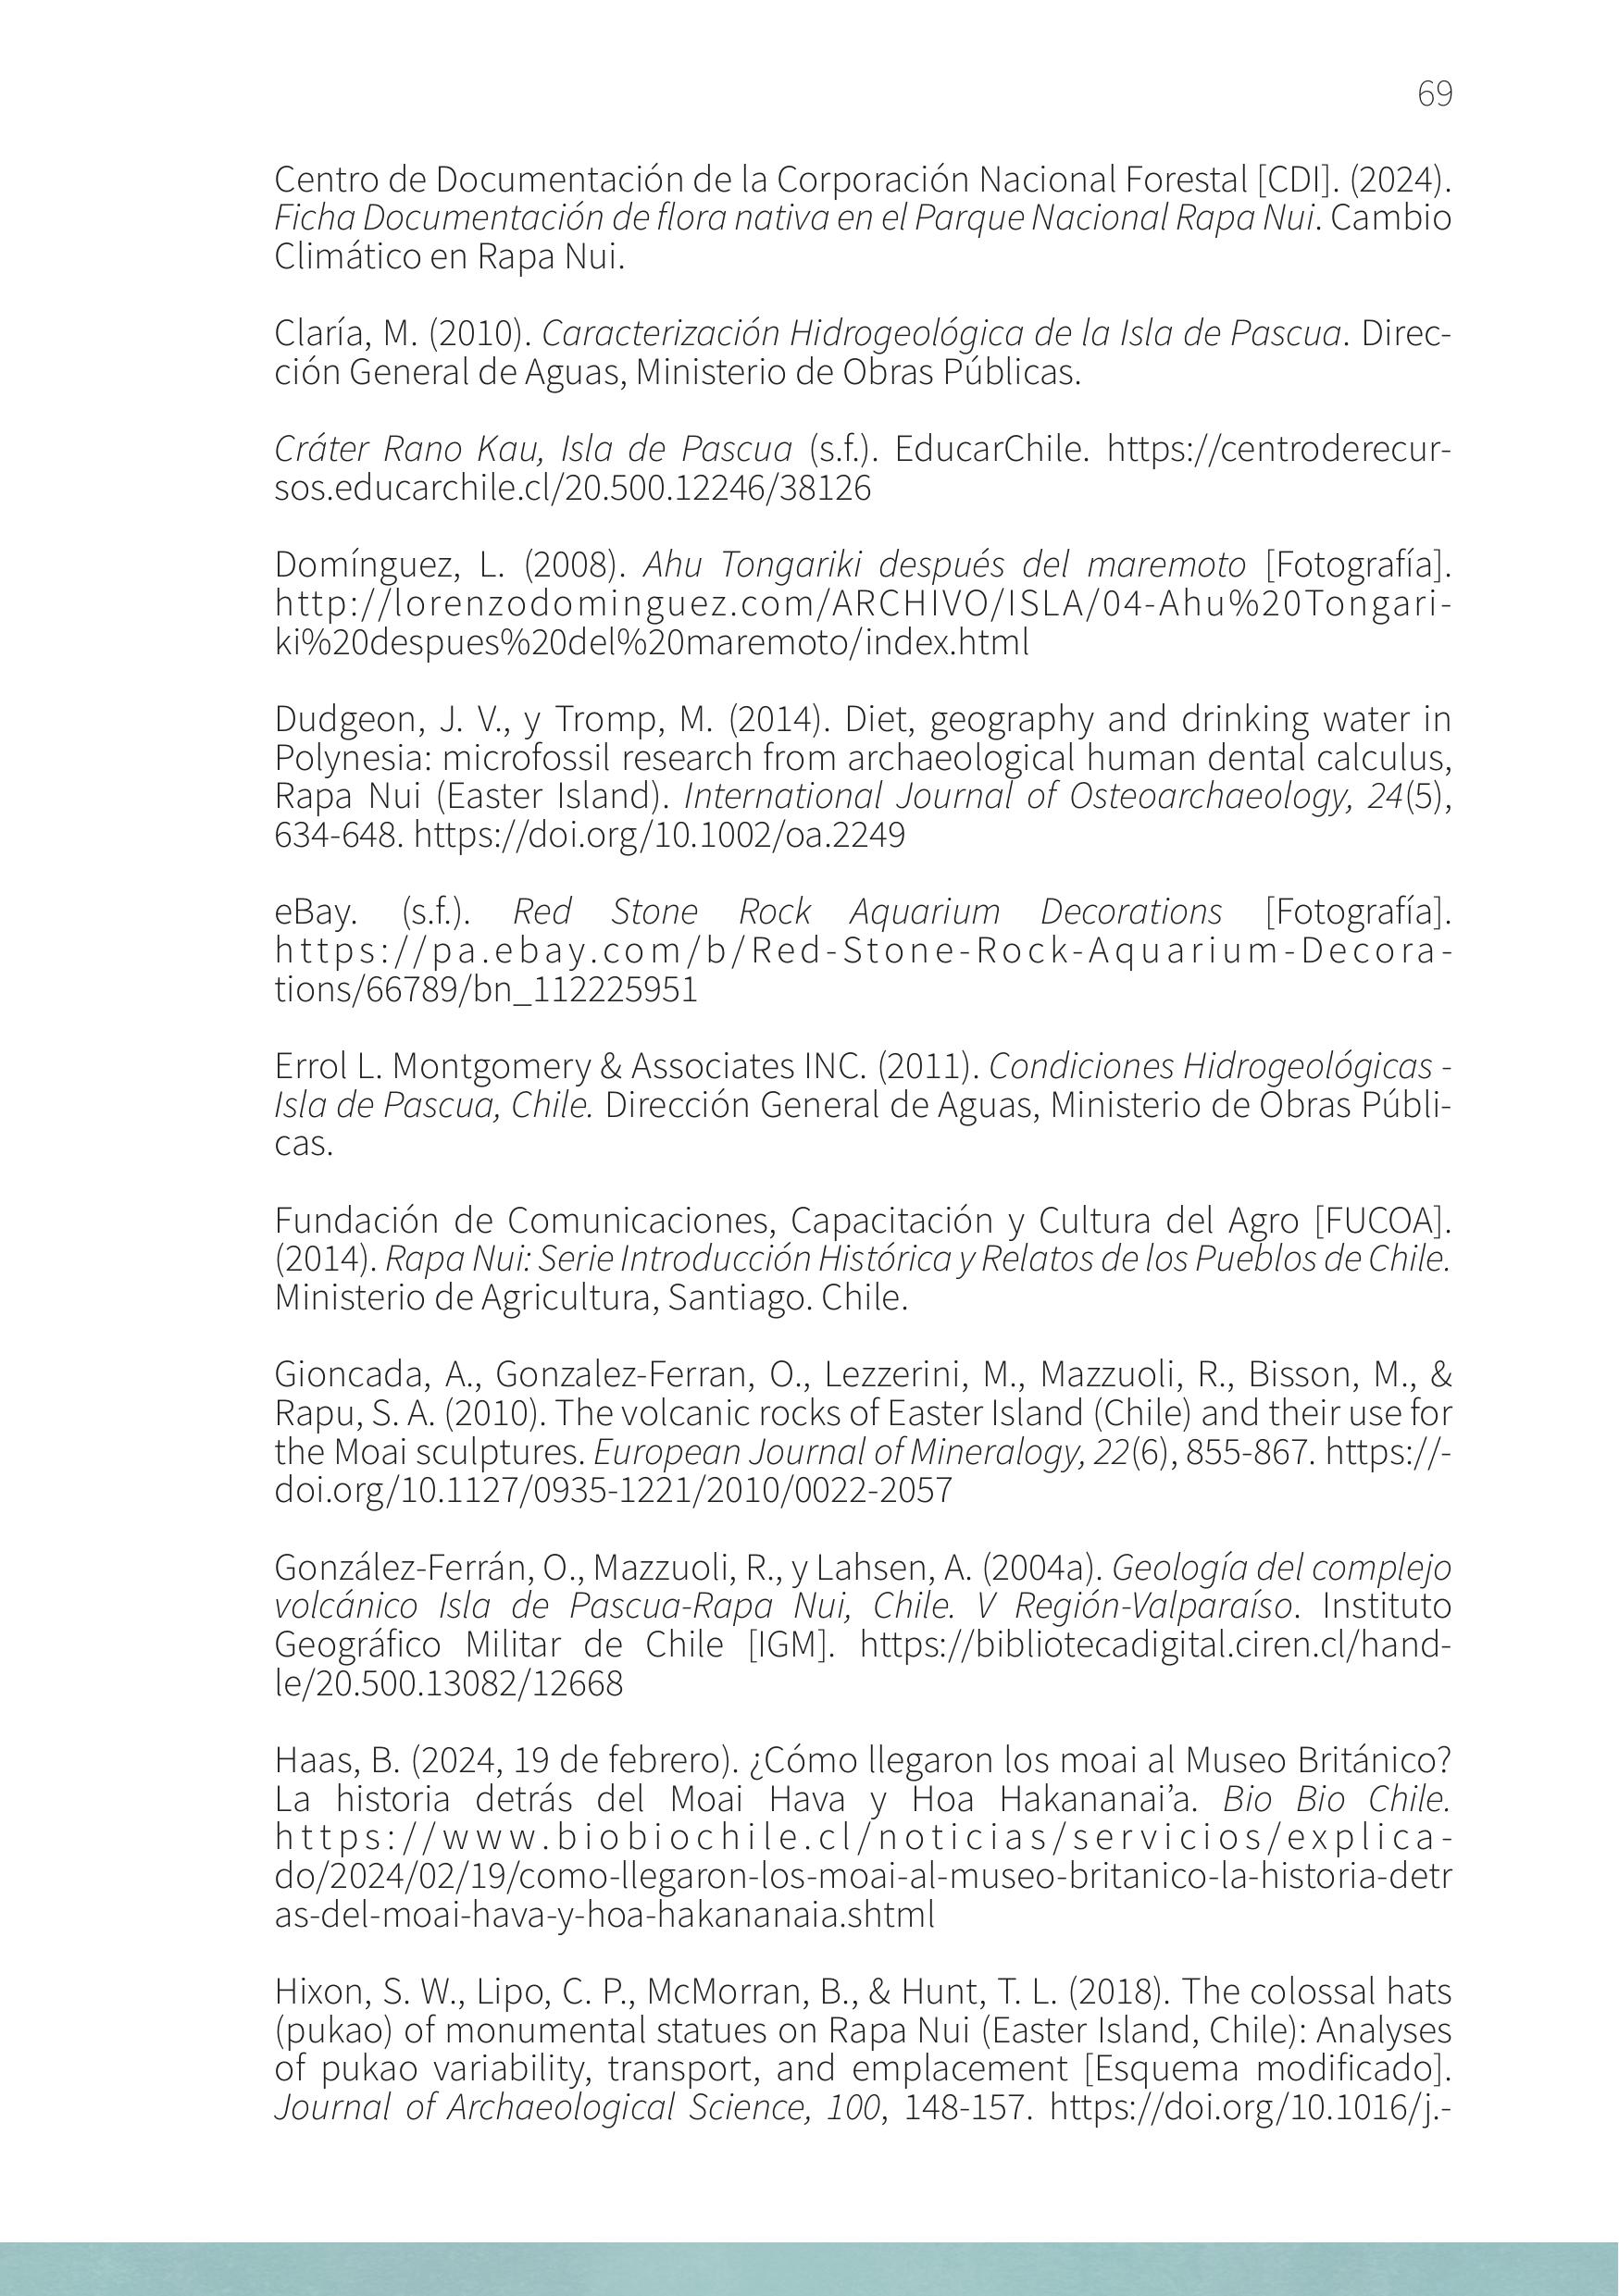 69
Centro de Documentación de la Corporación Nacional Forestal [CDI]. (2024).
Ficha Documentación de flora nativa en el Parque Nacional Rapa Nui. Cambio
Climático en Rapa Nui.
Claría, M. (2010). Caracterización Hidrogeológica de la Isla de Pascua. Direc-
ción General de Aguas, Ministerio de Obras Públicas.
Cráter Rano Kau, Isla de Pascua (s.f.). EducarChile. https://centroderecur-
sos.educarchile.cl/20.500.12246/38126
Domínguez, L. (2008). Ahu Tongariki después del maremoto [Fotografía].
http://lorenzodominguez.com/ARCHIVO/ISLA/04-Ahu%20Tongari-
ki%20despues%20del%20maremoto/index.html
Dudgeon, J. V., y Tromp, M. (2014). Diet, geography and drinking water in
Polynesia: microfossil research from archaeological human dental calculus,
Rapa Nui (Easter Island). International Journal of Osteoarchaeology, 24(5),
634-648. https://doi.org/10.1002/oa.2249
eBay. (s.f.). Red Stone Rock Aquarium Decorations [Fotografía].
https://pa.ebay.com/b/Red-Stone-Rock-Aquarium-Decora-
tions/66789/bn_112225951
Errol L. Montgomery & Associates INC. (2011). Condiciones Hidrogeológicas -
Isla de Pascua, Chile. Dirección General de Aguas, Ministerio de Obras Públi-
cas.
Fundación de Comunicaciones, Capacitación y Cultura del Agro [FUCOA].
(2014). Rapa Nui: Serie Introducción Histórica y Relatos de los Pueblos de Chile.
Ministerio de Agricultura, Santiago. Chile.
Gioncada, A., Gonzalez-Ferran, O., Lezzerini, M., Mazzuoli, R., Bisson, M., &
Rapu, S. A. (2010). The volcanic rocks of Easter Island (Chile) and their use for
the Moai sculptures. European Journal of Mineralogy, 22(6), 855-867. https://-
doi.org/10.1127/0935-1221/2010/0022-2057
González-Ferrán, O., Mazzuoli, R., y Lahsen, A. (2004a). Geología del complejo
volcánico Isla de Pascua-Rapa Nui, Chile. V Región-Valparaíso. Instituto
Geográfico Militar de Chile [IGM]. https://bibliotecadigital.ciren.cl/hand-
le/20.500.13082/12668
Haas, B. (2024, 19 de febrero). ¿Cómo llegaron los moai al Museo Británico?
La historia detrás del Moai Hava y Hoa Hakananai’a. Bio Bio Chile.
https://www.biobiochile.cl/noticias/servicios/explica-
do/2024/02/19/como-llegaron-los-moai-al-museo-britanico-la-historia-detr
as-del-moai-hava-y-hoa-hakananaia.shtml
Hixon, S. W., Lipo, C. P., McMorran, B., & Hunt, T. L. (2018). The colossal hats
(pukao) of monumental statues on Rapa Nui (Easter Island, Chile): Analyses
of pukao variability, transport, and emplacement [Esquema modificado].
Journal of Archaeological Science, 100, 148-157. https://doi.org/10.1016/j.-